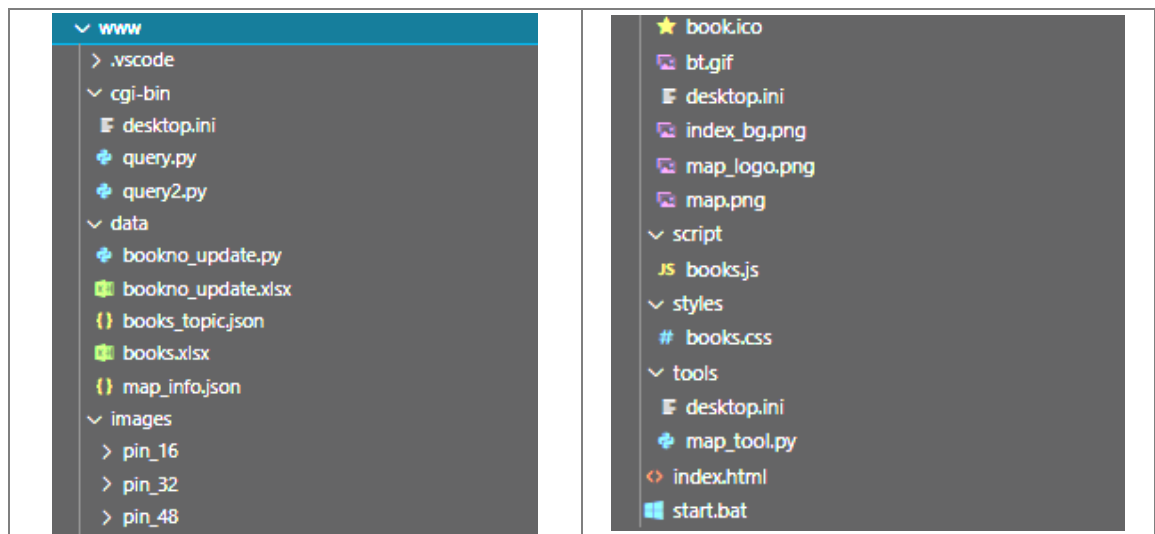 www
.vscode
cgi-bin
desktop.ini
query.py
query2.py
data
bookno_update.py
bookno_update.xlsx
books_topic.json
books.xlsx
map_info.json
images
pin_16
pin_32
pin_48
book.ico
bt.gif
desktop.ini
index_bg.png
map_logo.png
map.png
script
JS books.js
styles
# books.css
tools
desktop.ini
map_tool.py
index.html
start.bat